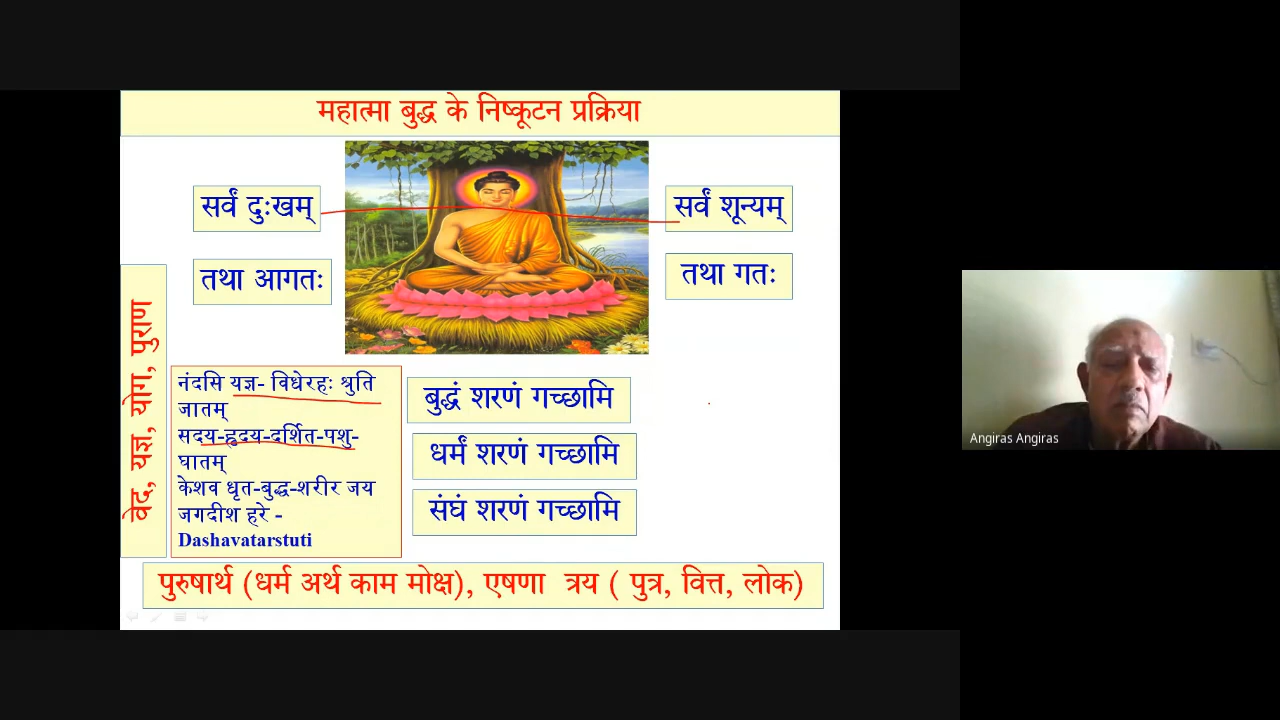 महात्मा बुद्ध के निष्कूटन प्रक्रिया
सर्वं दुःखम्
सर्वं शून्यम्
तथा आगतः
तथा गतः
वेद, यज्ञ, योग, पुराण
नंदसि यज्ञ- विधेरहः श्रुति
जातम्
सदय-हृदय-दर्शित-पशु-
घातम्
केशव धृत-बुद्ध-शरीर जय
जगदीश हरे -
Dashavatarstuti
बुद्धं शरणं गच्छामि
धर्मं शरणं गच्छामि
संघं शरणं गच्छामि
पुरुषार्थ (धर्म अर्थ काम मोक्ष), एषणा त्रय ( पुत्र, वित्त, लोक)
Angiras Angiras